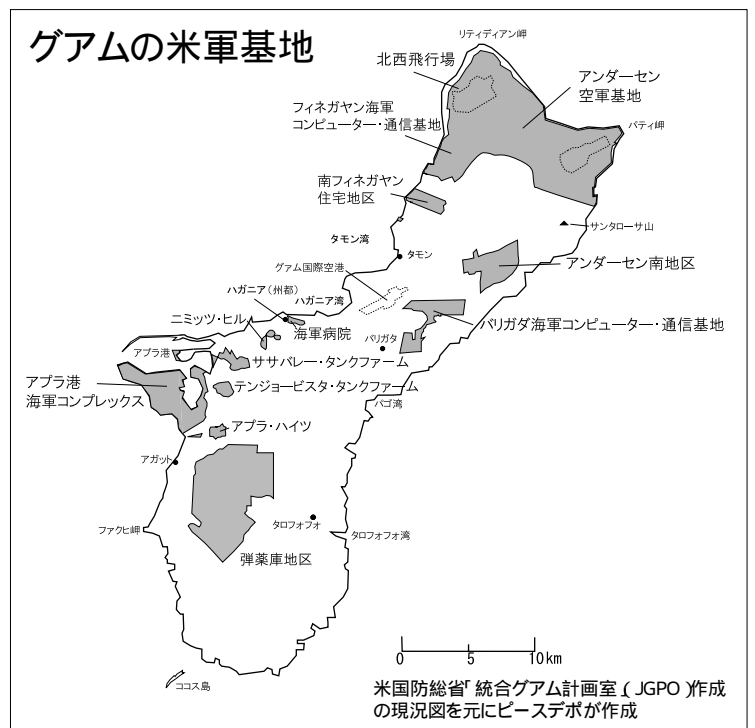 グアムの米軍基地
リティディアン岬
北西飛行場
アンダーセン
空軍基地
フィネガヤン海軍
コンピューター・通信基地
パティ岬
南フィネガヤン
住宅地区
サンタローサ山
タモン湾
タモン
グァム国際空港
アンダーセン南地区
ハガニア（州都）
ハガニア湾
ニミッツ・ヒル
海軍病院
バリガダ海軍コンピューター・通信基地
バリガタ
アプラ港
ササバレー・タンクファーム
アプラ港
海軍コンプレックス
テンジョービスタ・タンクファーム
パゴ湾
アプラ・ハイツ
アガット
ファクヒ岬
タロフォフォ
タロフォフォ湾
弾薬庫地区
0 5 10km
ココス島
米国防総省「統合グアム計画室」（JGPO）作成
の現況図を元にピースデポが作成